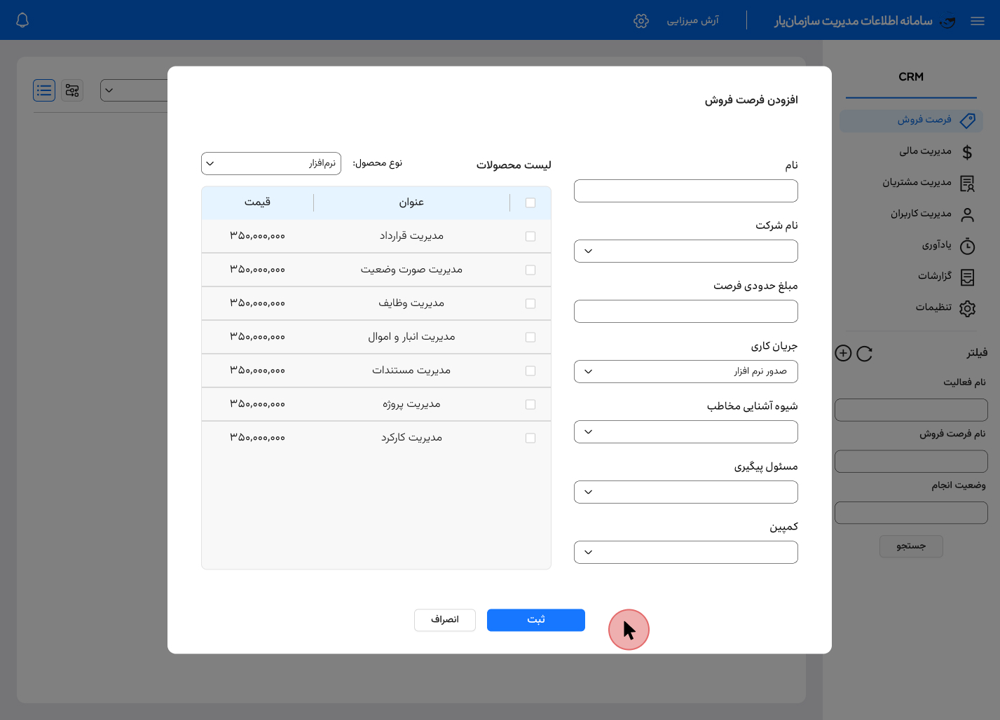 سامانه اطلاعات مدیریت سازمان‌یار
آرش میرزایی
CRM
فرصت فروش
مدیریت مالی
مدیریت مشتریان
مدیریت کاربران
یادآوری
گزارشات
تنظیمات
فیلتر
نام فعالیت
نام فرصت فروش
وضعیت انجام
جستجو
افزودن فرصت فروش
نام
نام شرکت
مبلغ حدودی فرصت
جریان کاری
صدور نرم افزار
شیوه آشنایی مخاطب
مسئول پیگیری
کمپین
لیست محصولات
نوع محصول:
نرم‌افزار
عنوان قیمت
مدیریت قرارداد ۳۵۰,۰۰۰,۰۰۰
مدیریت صورت وضعیت ۳۵۰,۰۰۰,۰۰۰
مدیریت وظایف ۳۵۰,۰۰۰,۰۰۰
مدیریت انبار و اموال ۳۵۰,۰۰۰,۰۰۰
مدیریت مستندات ۳۵۰,۰۰۰,۰۰۰
مدیریت پروژه ۳۵۰,۰۰۰,۰۰۰
مدیریت کارکرد ۳۵۰,۰۰۰,۰۰۰
ثبت
انصراف